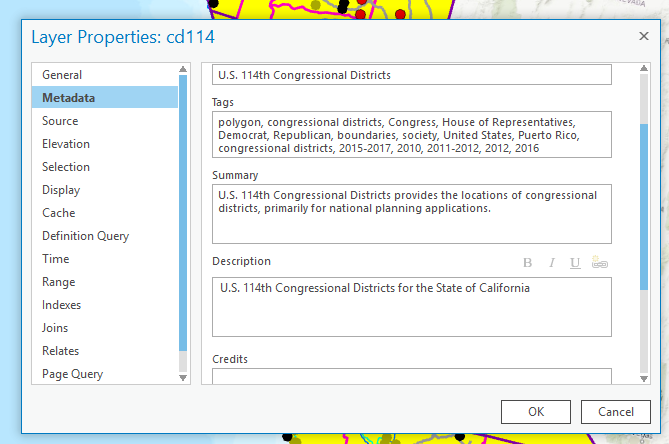 NEVADA
Layer Properties: cd114
General
Metadata
Source
Elevation
Selection
Display
Cache
Definition Query
Time
Range
Indexes
Joins
Relates
Page Query
U.S. 114th Congressional Districts
Tags
polygon, congressional districts, Congress, House of Representatives,
Democrat, Republican, boundaries, society, United States, Puerto Rico,
congressional districts, 2015-2017, 2010, 2011-2012, 2012, 2016
Summary
U.S. 114th Congressional Districts provides the locations of congressional
districts, primarily for national planning applications.
Description
B I U
U.S. 114th Congressional Districts for the State of California
Credits
OK Cancel